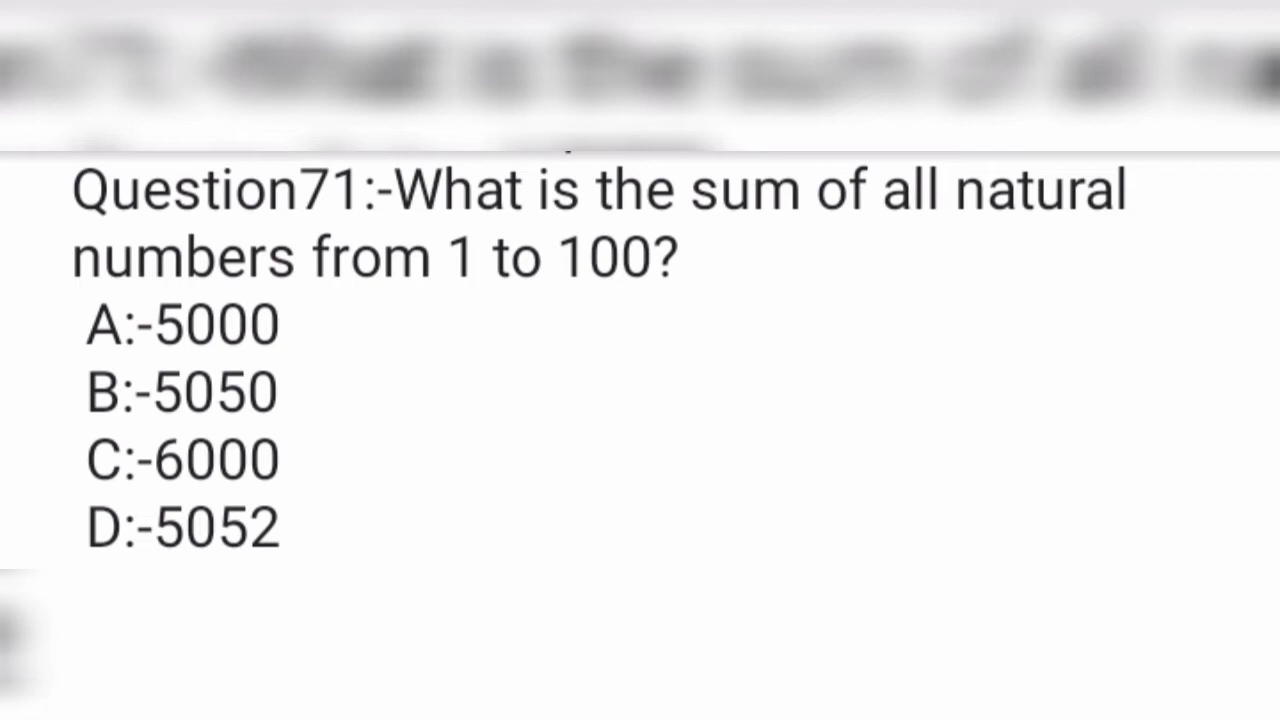 Question71:-What is the sum of all natural
numbers from 1 to 100?
A:-5000
B:-5050
C:-6000
D:-5052